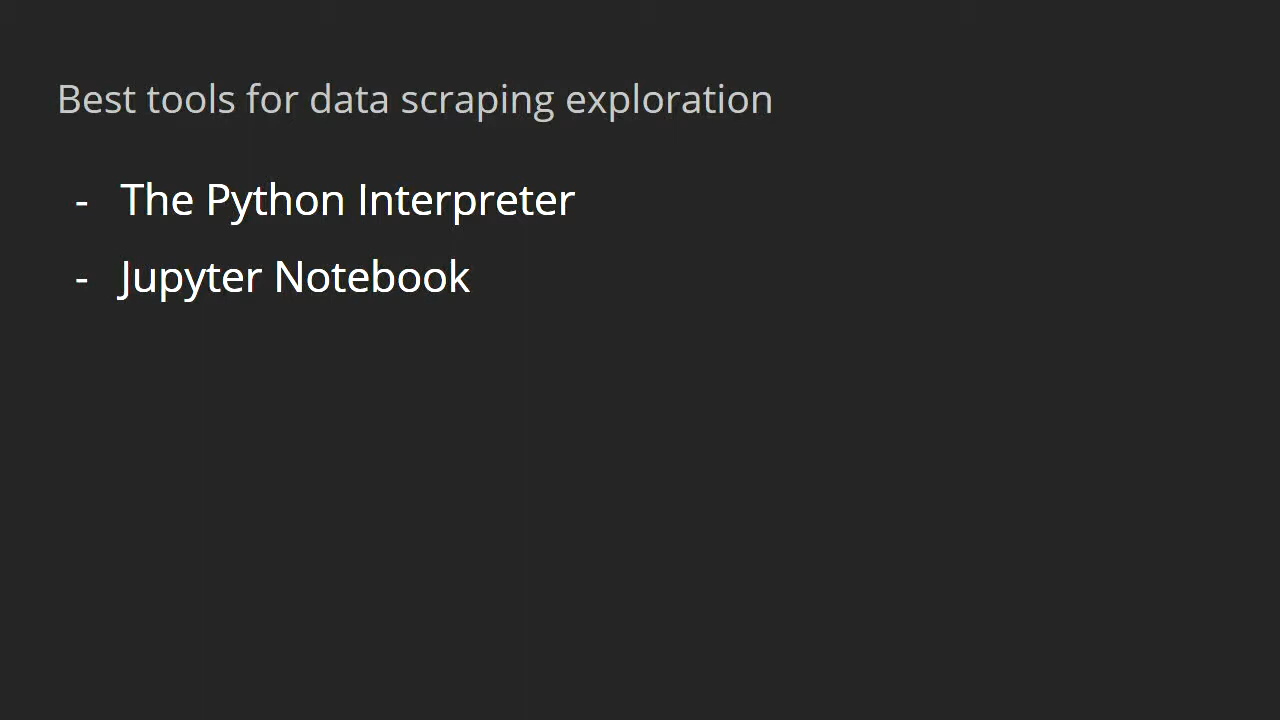 Best tools for data scraping exploration
- The Python Interpreter
- Jupyter Notebook